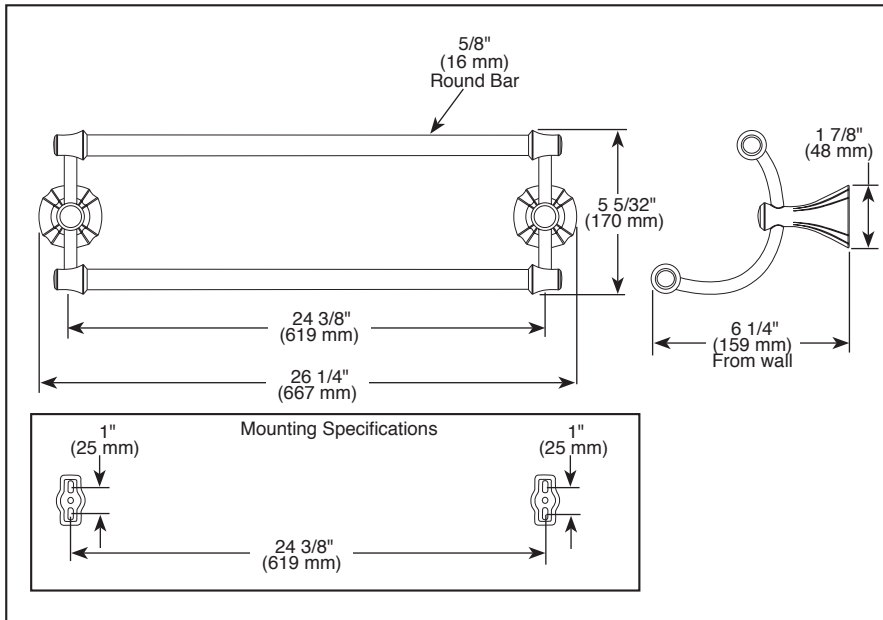 5/8"
(16 mm)
Round Bar
1 7/8"
(48 mm)
5 5/32"
(170 mm)
24 3/8"
(619 mm)
6 1/4"
(159 mm)
From wall
26 1/4"
(667 mm)
Mounting Specifications
1"
(25 mm)
1"
(25 mm)
24 3/8"
(619 mm)